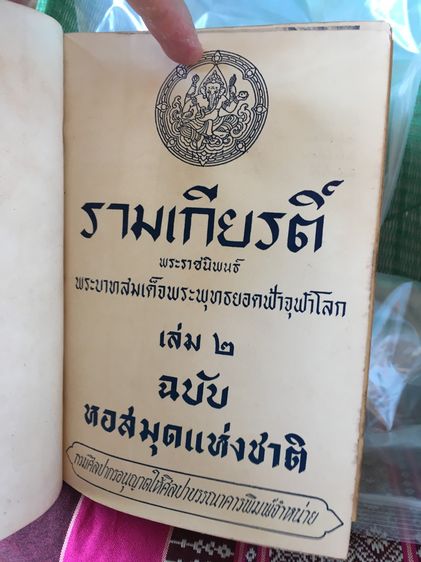 รามเกียรติ์
พระราชนิพนธ์
พระบาทสมเด็จพระพุทธยอดฟ้าจุฬาโลก
เล่ม ๒
ฉบับ
หอสมุดแห่งชาติ
กรมศิลปากรอนุญาตให้ศิลปาบรรณาคารพิมพ์จำหน่าย